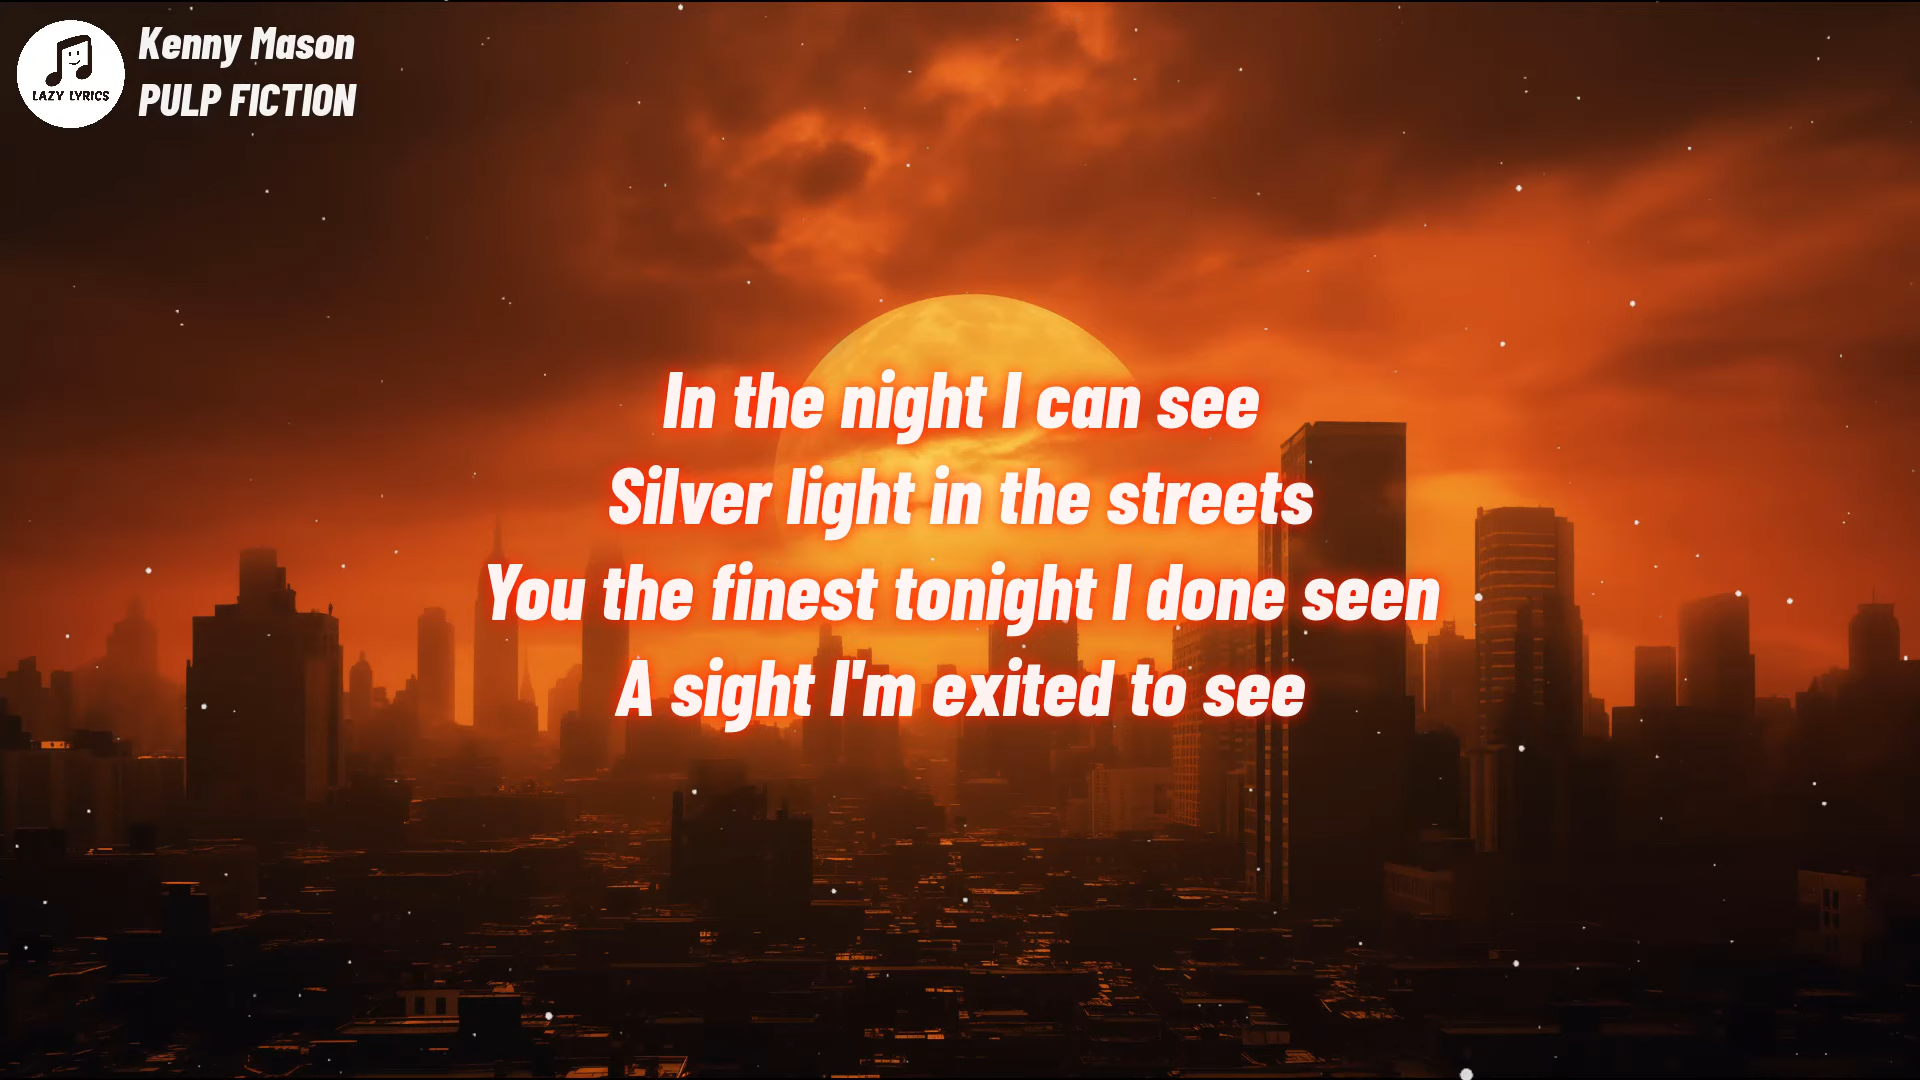 LAZY LYRICS
Kenny Mason
PULP FICTION
In the night I can see
Silver light in the streets
You the finest tonight I done seen
A sight I'm exited to see